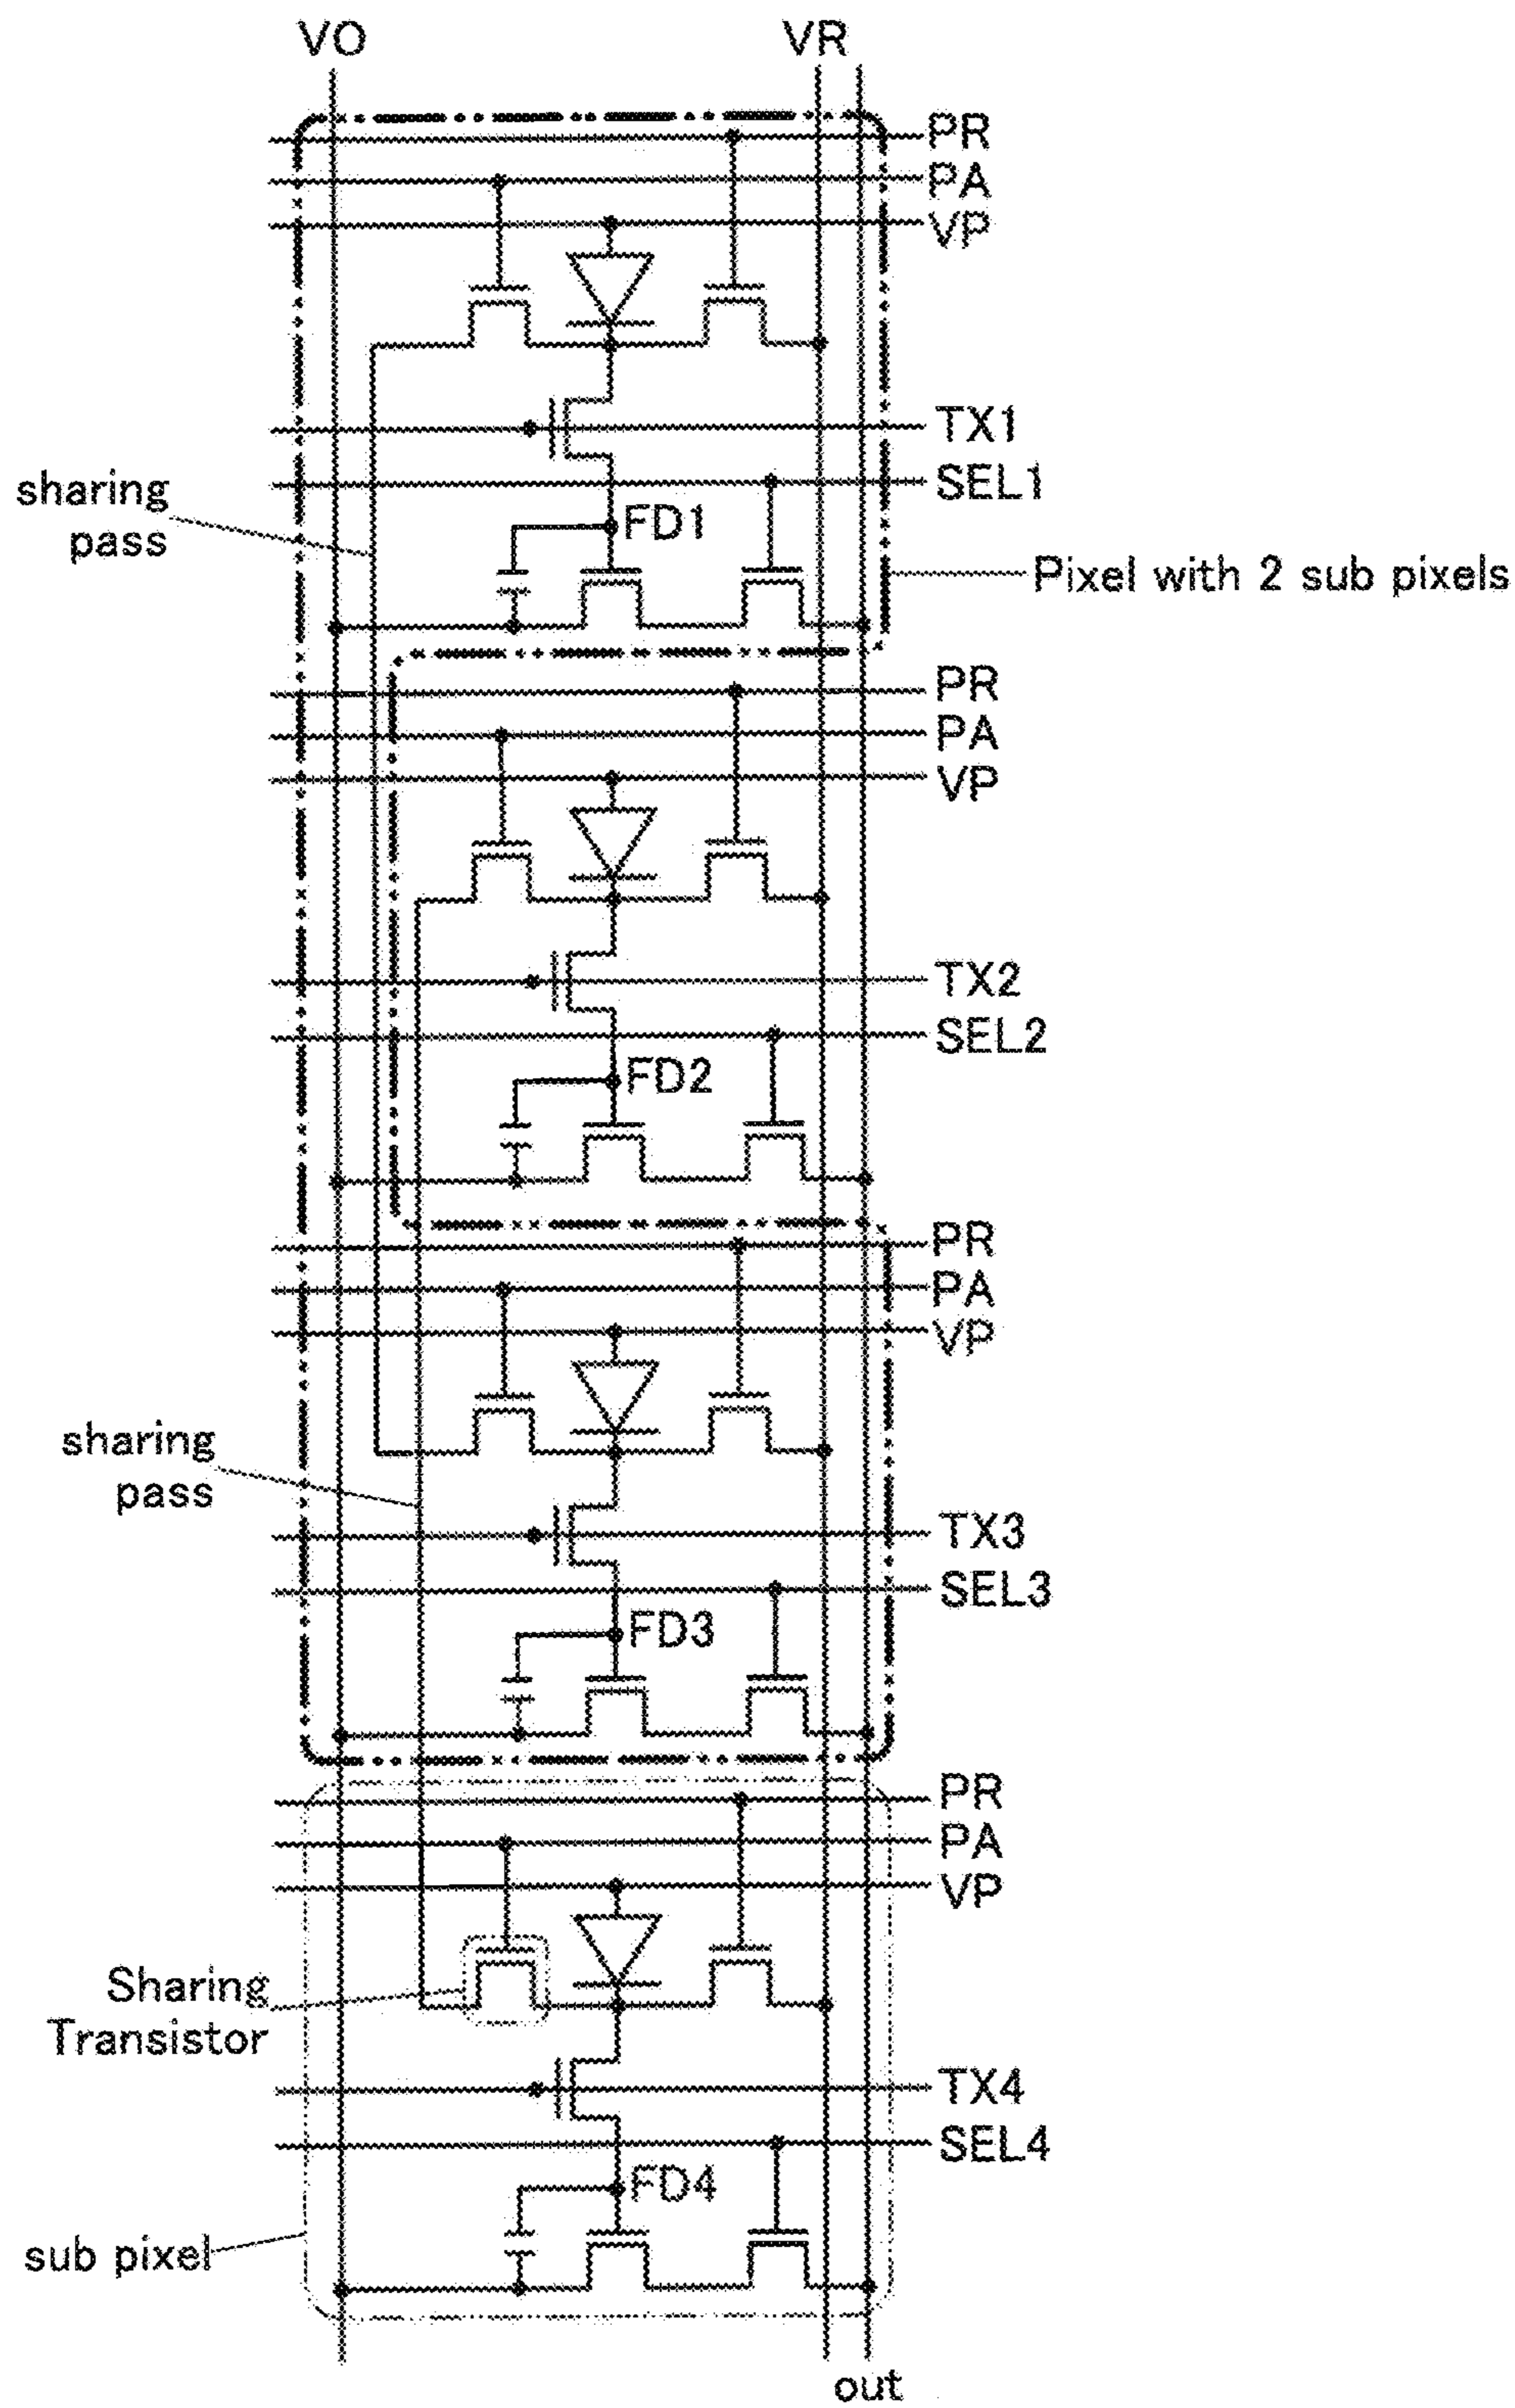 VO
VR
PR
PA
VP
TX1
sharing
pass
SEL1
FD1
Pixel with 2 sub pixels
PR
PA
VP
TX2
SEL2
FD2
PR
PA
VP
sharing
pass
TX3
SEL3
FD3
PR
PA
VP
Sharing
Transistor
TX4
SEL4
FD4
sub pixel
out